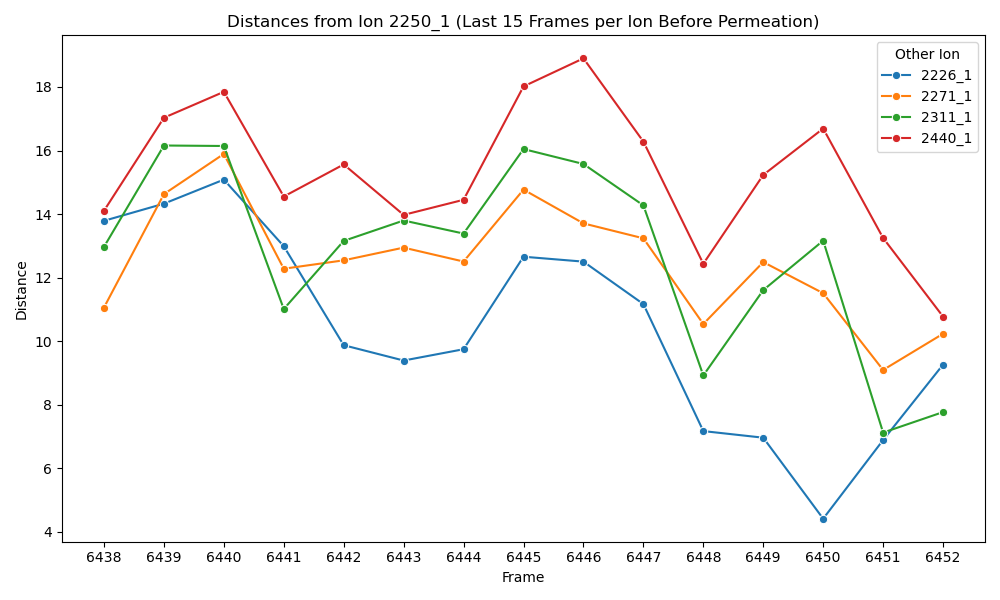 Distances from Ion 2250_1 (Last 15 Frames per Ion Before Permeation)
Other Ion
2226_1
2271_1
2311_1
2440_1
Distance
18
16
14
12
10
8
6
4
6438 6439 6440 6441 6442 6443 6444 6445 6446 6447 6448 6449 6450 6451 6452
Frame